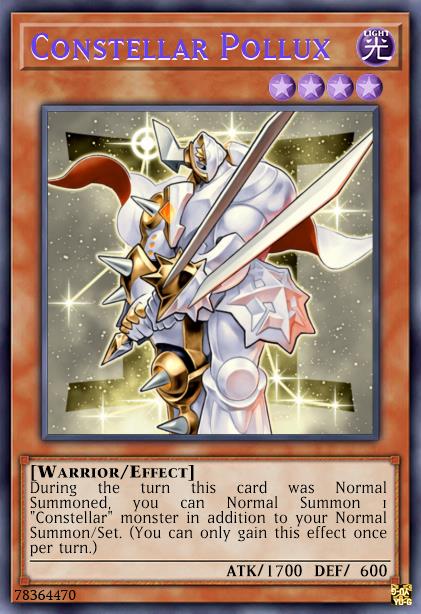 Constellar Pollux
LIGHT
光
[Warrior/Effect]
During the turn this card was Normal
Summoned, you can Normal Summon 1
"Constellar" monster in addition to your Normal
Summon/Set. (You can only gain this effect once
per turn.)
ATK/1700 DEF/ 600
78364470